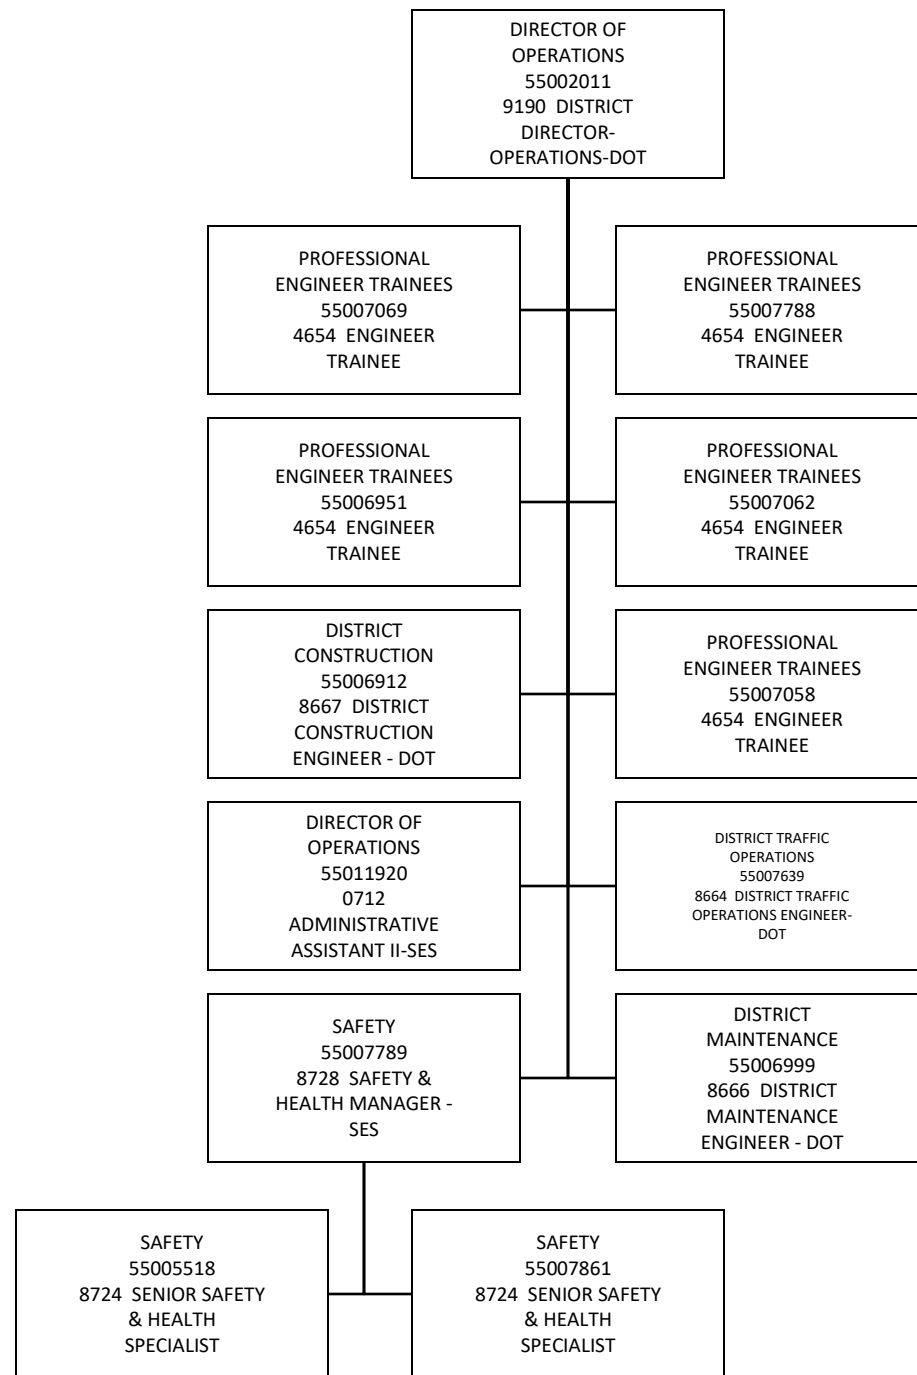 DIRECTOR OF
OPERATIONS
55002011
9190 DISTRICT
DIRECTOR-
OPERATIONS-DOT
PROFESSIONAL
ENGINEER TRAINEES
55007069
4654 ENGINEER
TRAINEE
PROFESSIONAL
ENGINEER TRAINEES
55007788
4654 ENGINEER
TRAINEE
PROFESSIONAL
ENGINEER TRAINEES
55006951
4654 ENGINEER
TRAINEE
PROFESSIONAL
ENGINEER TRAINEES
55007062
4654 ENGINEER
TRAINEE
DISTRICT
CONSTRUCTION
55006912
8667 DISTRICT
CONSTRUCTION
ENGINEER - DOT
PROFESSIONAL
ENGINEER TRAINEES
55007058
4654 ENGINEER
TRAINEE
DIRECTOR OF
OPERATIONS
55011920
0712
ADMINISTRATIVE
ASSISTANT II-SES
DISTRICT TRAFFIC
OPERATIONS
55007639
8664 DISTRICT TRAFFIC
OPERATIONS ENGINEER-
DOT
SAFETY
55007789
8728 SAFETY &
HEALTH MANAGER -
SES
DISTRICT
MAINTENANCE
55006999
8666 DISTRICT
MAINTENANCE
ENGINEER - DOT
SAFETY
55005518
8724 SENIOR SAFETY
& HEALTH
SPECIALIST
SAFETY
55007861
8724 SENIOR SAFETY
& HEALTH
SPECIALIST